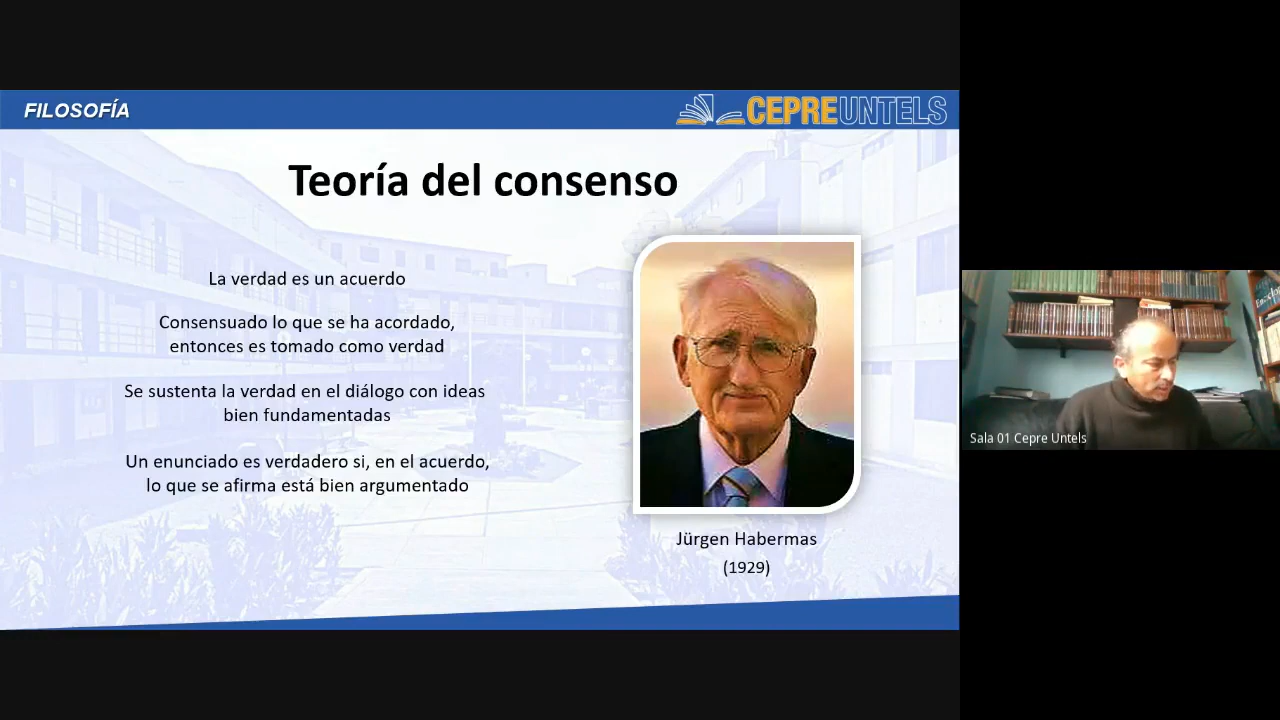 FILOSOFÍA
CEPREUNTELS
Teoría del consenso
La verdad es un acuerdo
Consensuado lo que se ha acordado,
entonces es tomado como verdad
Se sustenta la verdad en el diálogo con ideas
bien fundamentadas
Un enunciado es verdadero si, en el acuerdo,
lo que se afirma está bien argumentado
Jürgen Habermas
(1929)
Sala 01 Cepre Untels